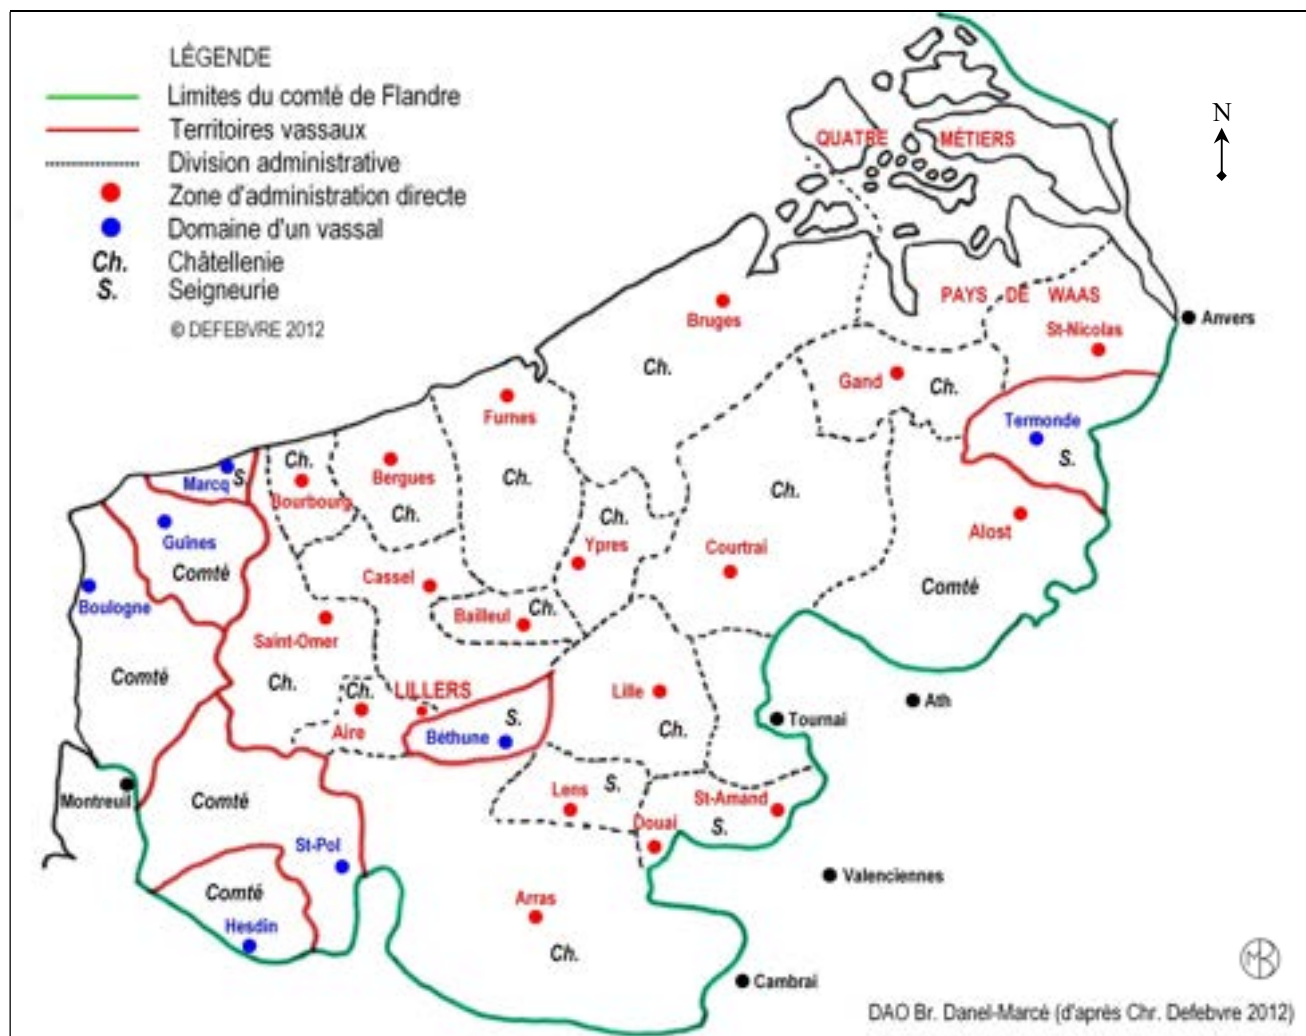 LÉGENDE
Limites du comté de Flandre
Territoires vassaux
Division administrative
Zone d'administration directe
Domaine d'un vassal
Ch. Châtellenie
S. Seigneurie
© DEFEBVRE 2012
N
QUATRE MÉTIERS
PAYS DE WAAS
St-Nicolas
Anvers
Bruges
Ch.
Gand
Ch.
Termonde
S.
Furnes
Ch.
Marcq
S.
Ch.
Bourbourg
Bergues
Ch.
Guînes
Comté
Boulogne
Comté
Ch.
Ypres
Ch.
Courtrai
Alost
Comté
Cassel
Bailleul
Ch.
Saint-Omer
Ch.
Ch.
Aire
LILLERS
Béthune
S.
Lille
Ch.
Tournai
Ath
Montreuil
Comté
St-Pol
Comté
Hesdin
Lens
S.
Douai
St-Amand
S.
Valenciennes
Arras
Ch.
Cambrai
DAO Br. Danel-Marcé (d'après Chr. Defebvre 2012)